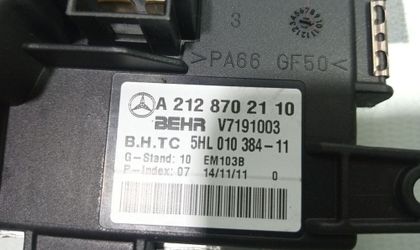 3
>PA66 GF50<
A 212 870 21 10
BEHR V7191003
B.H.TC 5HL 010 384-11
G-Stand: 10 EM103B
P-Index: 07 14/11/11 0